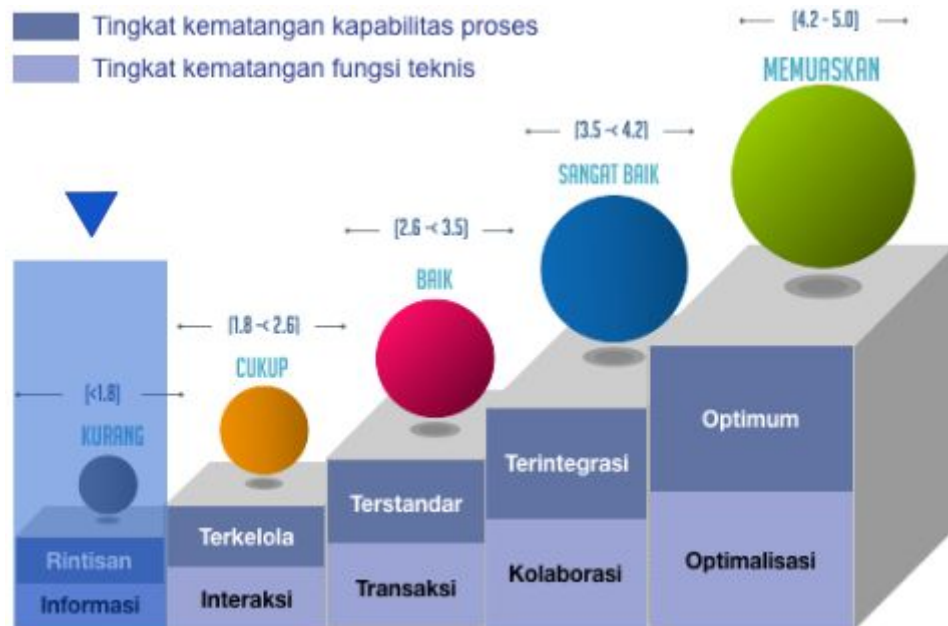 Tingkat kematangan kapabilitas proses
Tingkat kematangan fungsi teknis
(4.2 - 5.0)
MEMUASKAN
(3.5 -< 4.2)
SANGAT BAIK
(2.6 -< 3.5)
BAIK
(1.8 -< 2.6)
CUKUP
(<1.8)
KURANG
Optimum
Terintegrasi
Terstandar
Terkelola
Rintisan
Optimalisasi
Kolaborasi
Transaksi
Interaksi
Informasi